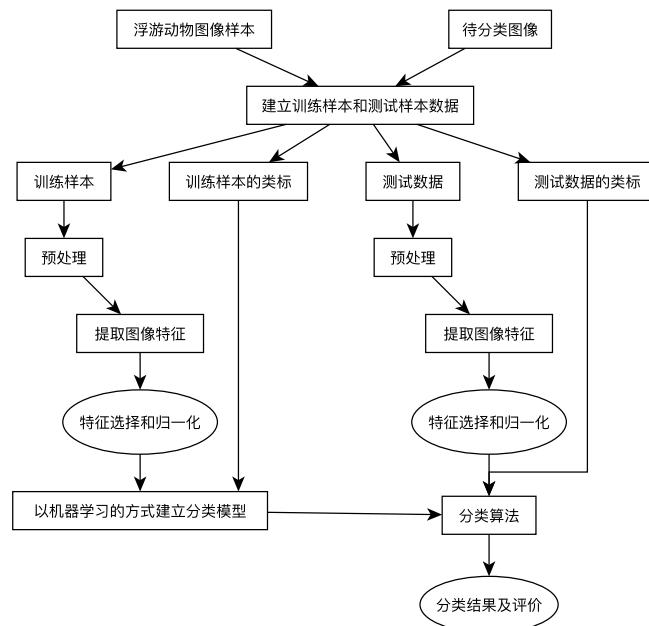 浮游动物图像样本
待分类图像
建立训练样本和测试样本数据
训练样本
训练样本的类标
测试数据
测试数据的类标
预处理
预处理
提取图像特征
提取图像特征
特征选择和归一化
特征选择和归一化
以机器学习的方式建立分类模型
分类算法
分类结果及评价